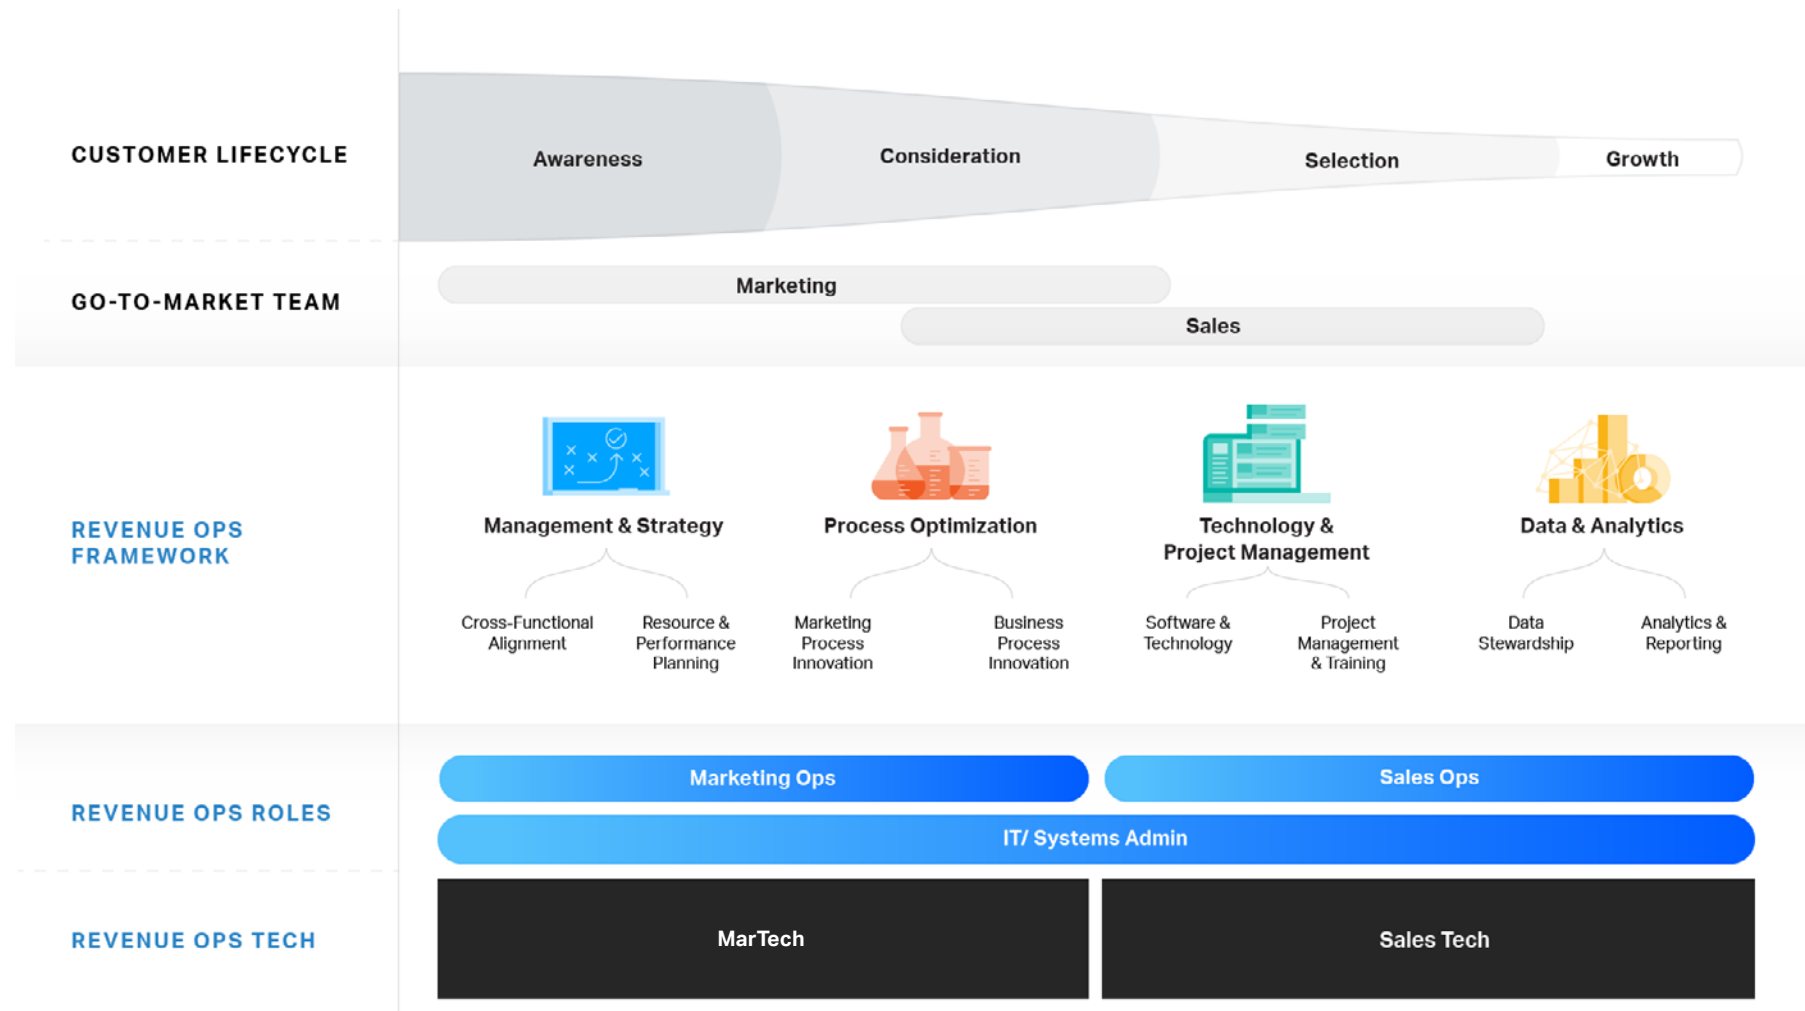 CUSTOMER LIFECYCLE
Awareness
Consideration
Selection
Growth
GO-TO-MARKET TEAM
Marketing
Sales
REVENUE OPS
FRAMEWORK
Management & Strategy
Cross-Functional
Alignment
Resource &
Performance
Planning
Process Optimization
Marketing
Process
Innovation
Business
Process
Innovation
Technology &
Project Management
Software &
Technology
Project
Management
& Training
Data & Analytics
Data
Stewardship
Analytics &
Reporting
REVENUE OPS ROLES
Marketing Ops
Sales Ops
IT/ Systems Admin
REVENUE OPS TECH
MarTech
Sales Tech